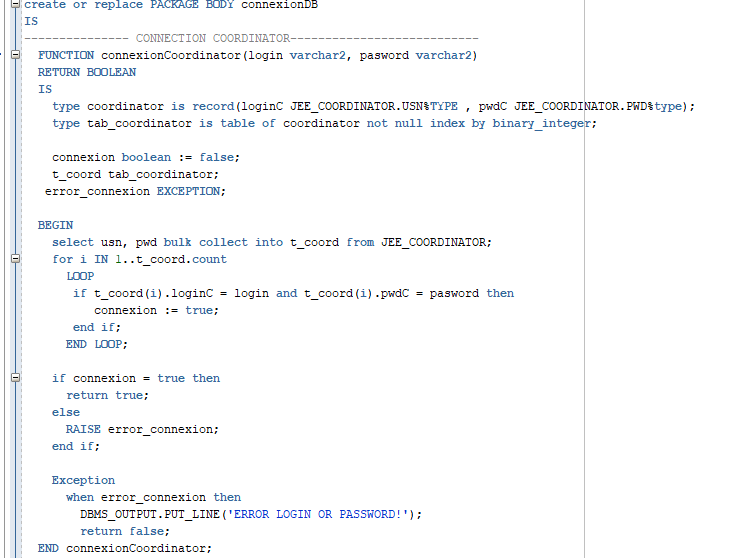 create or replace PACKAGE BODY connexionDB
IS
--------------- CONNECTION COORDINATOR---------------------------
FUNCTION connexionCoordinator(login varchar2, pasword varchar2)
RETURN BOOLEAN
IS
type coordinator is record(loginC JEE_COORDINATOR.USN%TYPE , pwdC JEE_COORDINATOR.PWD%type);
type tab_coordinator is table of coordinator not null index by binary_integer;
connexion boolean := false;
t_coord tab_coordinator;
error_connexion EXCEPTION;
BEGIN
select usn, pwd bulk collect into t_coord from JEE_COORDINATOR;
for i IN 1..t_coord.count
LOOP
if t_coord(i).loginC = login and t_coord(i).pwdC = pasword then
connexion := true;
end if;
END LOOP;
if connexion = true then
return true;
else
RAISE error_connexion;
end if;
Exception
when error_connexion then
DBMS_OUTPUT.PUT_LINE('ERROR LOGIN OR PASSWORD!');
return false;
END connexionCoordinator;